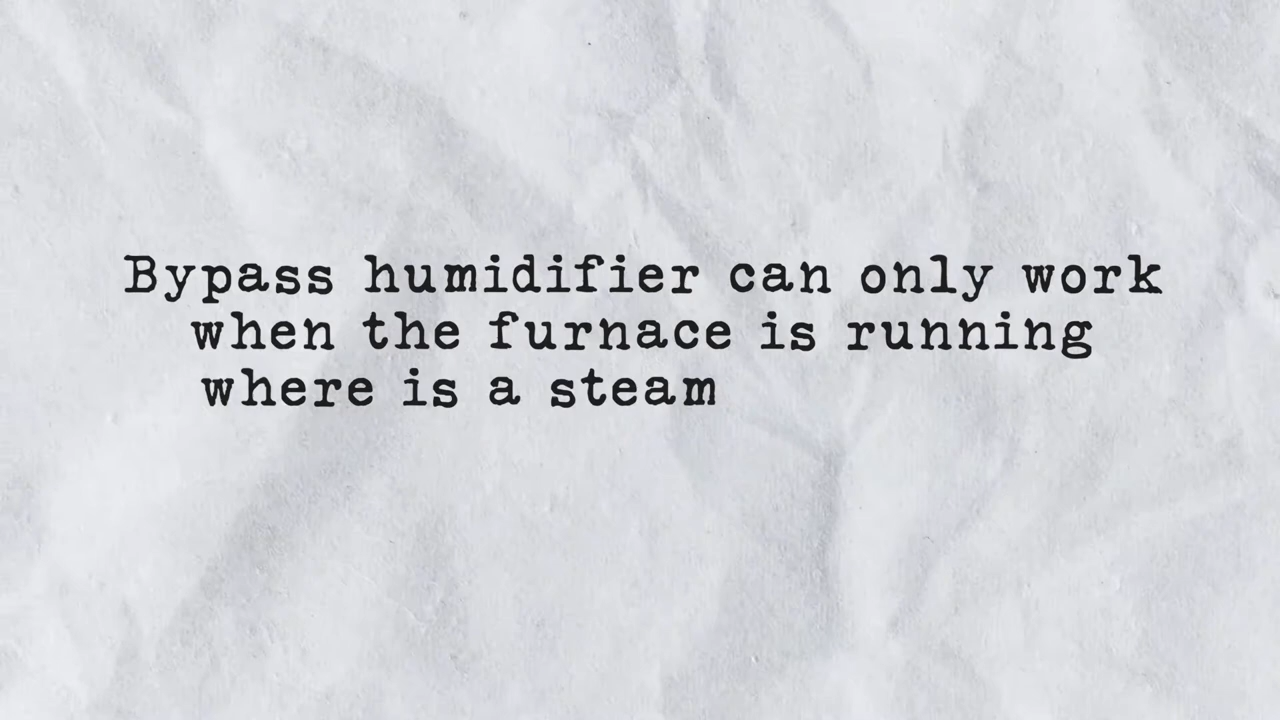 Bypass humidifier can only work
when the furnace is running
where is a steam